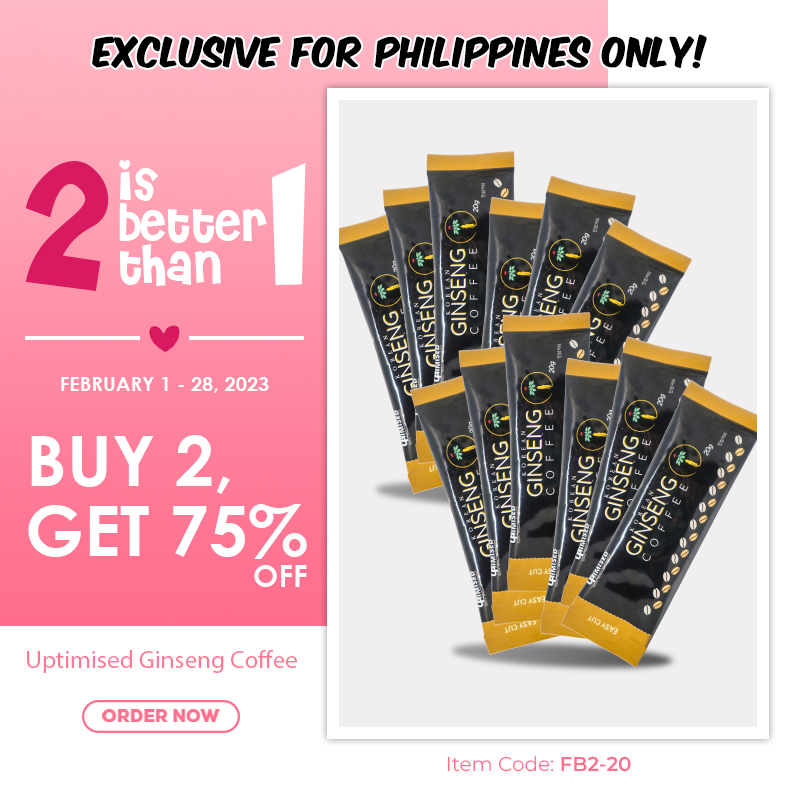 EXCLUSIVE FOR PHILIPPINES ONLY!
2 is better than 1
FEBRUARY 1 - 28, 2023
BUY 2,
GET 75%
OFF
Uptimised Ginseng Coffee
ORDER NOW
KOREAN
GINSENG
COFFEE
20g
UPTIMISED
EASY CUT
Item Code: FB2-20